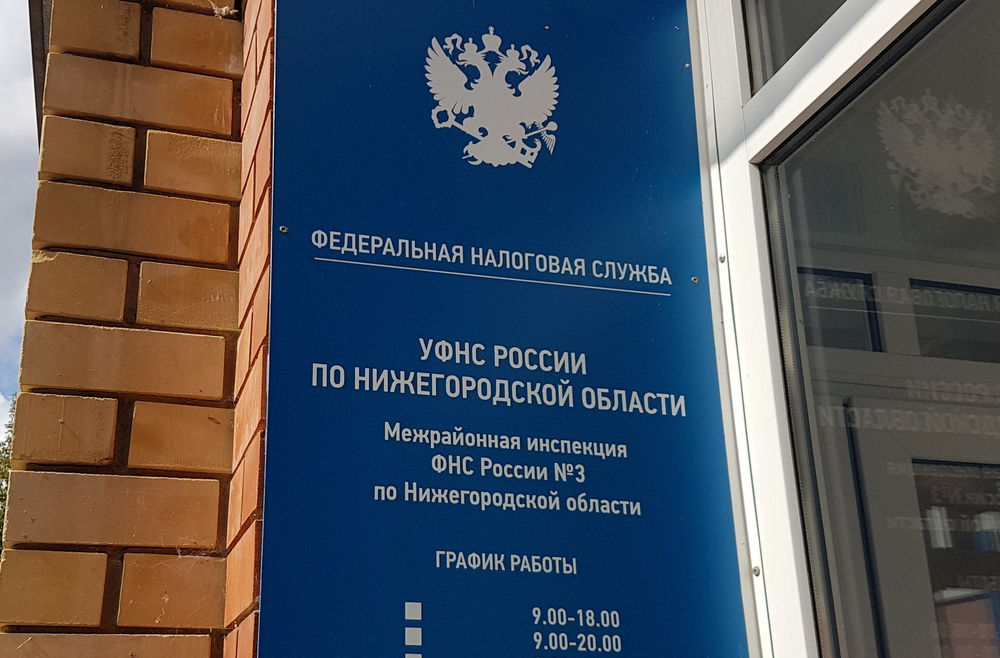 ФЕДЕРАЛЬНАЯ НАЛОГОВАЯ СЛУЖБА
УФНС РОССИИ
ПО НИЖЕГОРОДСКОЙ ОБЛАСТИ
Межрайонная инспекция
ФНС России №3
по Нижегородской области
ГРАФИК РАБОТЫ
9.00-18.00
9.00-20.00